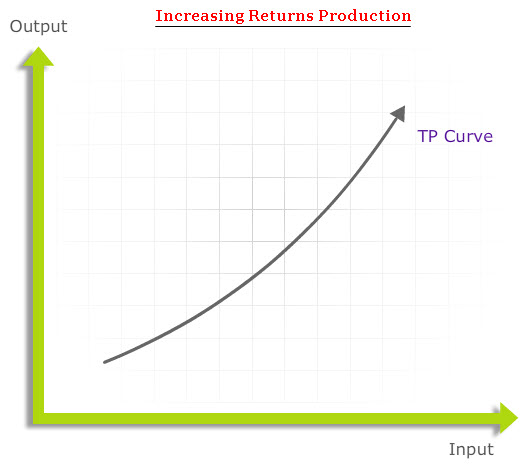 Increasing Returns Production
Output
TP Curve
Input